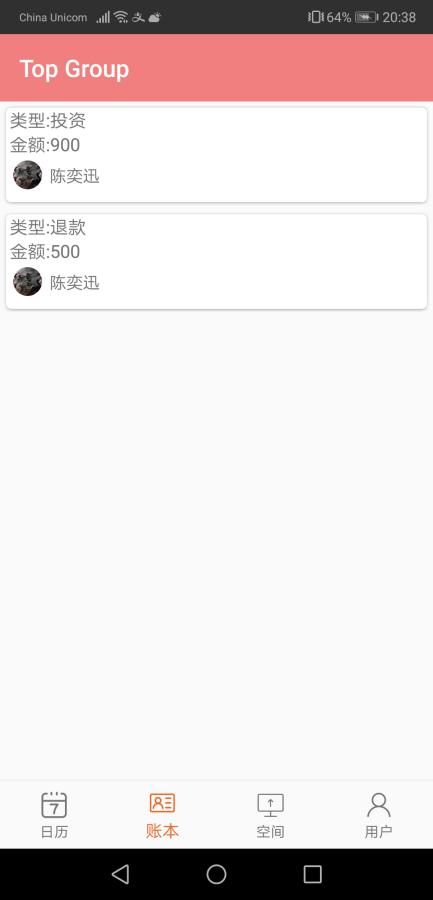 China Unicom 64% 20:38
Top Group
类型:投资
金额:900
陈奕迅
类型:退款
金额:500
陈奕迅
7
日历 账本 空间 用户